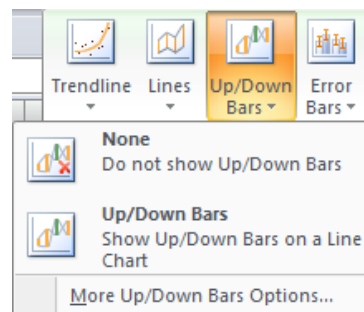 Trendline Lines Up/Down Bars Error Bars
None
Do not show Up/Down Bars
Up/Down Bars
Show Up/Down Bars on a Line
Chart
More Up/Down Bars Options...